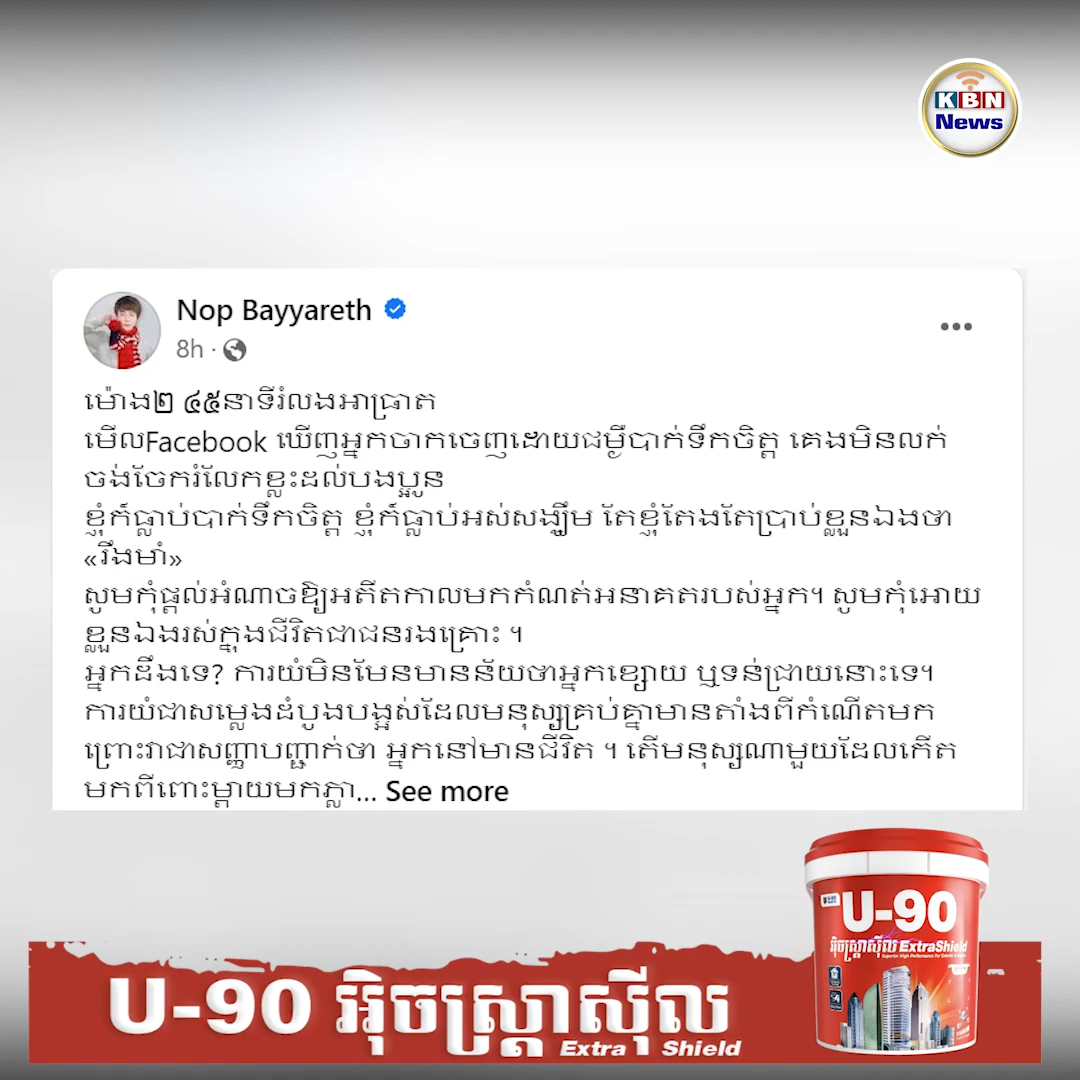 KBN
News
Nop Bayyareth
8h ·
ម៉ោង២ ៤៥នាទីរំលងអាធ្រាត
មើលFacebook ឃើញអ្នកចាកចេញដោយជម្ងឺបាក់ទឹកចិត្ត គេងមិនលក់
ចង់ចែករំលែកខ្លះដល់បងប្អូន
ខ្ញុំក៍ធ្លាប់បាក់ទឹកចិត្ត ខ្ញុំក៍ធ្លាប់អស់សង្ឃឹម តែខ្ញុំតែងតែប្រាប់ខ្លួនឯងថា
«រឹងមាំ»
សូមកុំផ្តល់អំណាចឱ្យអតីតកាលមកកំណត់អនាគតរបស់អ្នក។ សូមកុំអោយ
ខ្លួនឯងរស់ក្នុងជីវិតជាជនរងគ្រោះ ។
អ្នកដឹងទេ? ការយំមិនមែនមានន័យថាអ្នកខ្សោយ ឬទន់ជ្រាយនោះទេ។
ការយំជាសម្លេងដំបូងបង្អស់ដែលមនុស្សគ្រប់គ្នាមានតាំងពីកំណើតមក
ព្រោះវាជាសញ្ញាបញ្ជាក់ថា អ្នកនៅមានជីវិត ។ តើមនុស្សណាមួយដែលកើត
មកពីពោះម្តាយមកភ្លា... See more
U-90
អ៊ិចស្ត្រាស៊ីល ExtraShield
U-90 អ៊ិចស្ត្រាស៊ីល
Extra Shield